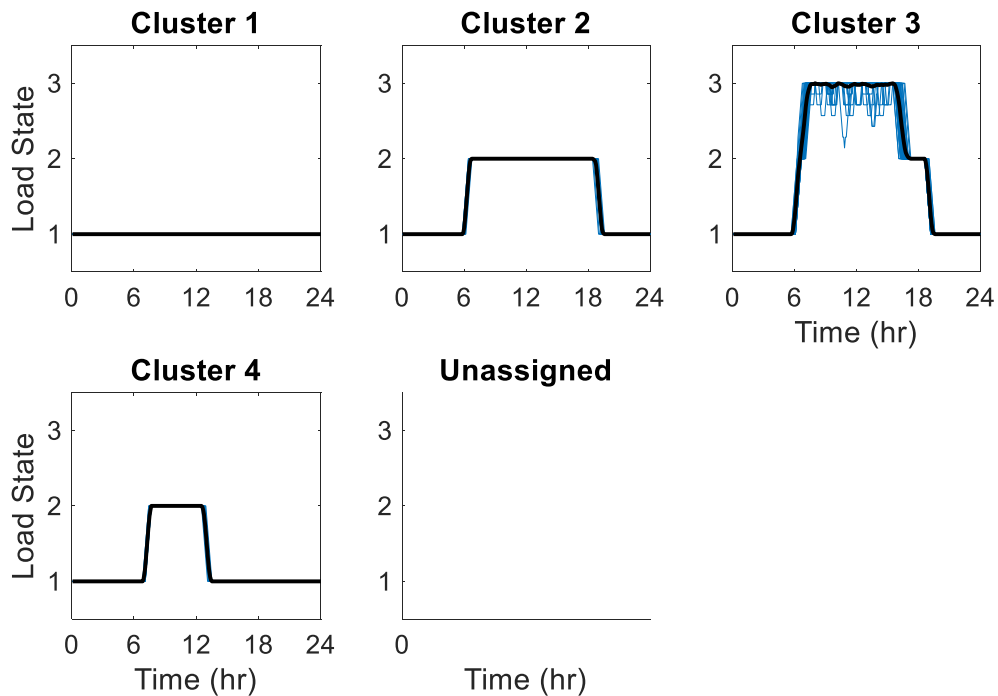 Cluster 1
Cluster 2
Cluster 3
Load State
3
2
1
0 6 12 18 24
3
2
1
0 6 12 18 24
3
2
1
0 6 12 18 24
Time (hr)
Cluster 4
Unassigned
Load State
3
2
1
0 6 12 18 24
Time (hr)
3
2
1
0
Time (hr)